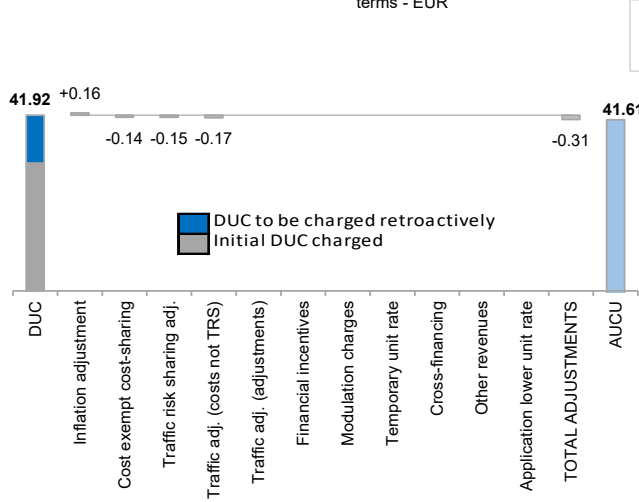 terms - EUR
41.92
+0.16
-0.14
-0.15
-0.17
-0.31
41.61
DUC to be charged retroactively
Initial DUC charged
DUC
Inflation adjustment
Cost exempt cost-sharing
Traffic risk sharing adj.
Traffic adj. (costs not TRS)
Traffic adj. (adjustments)
Financial incentives
Modulation charges
Temporary unit rate
Cross-financing
Other revenues
Application lower unit rate
TOTAL ADJUSTMENTS
AUCU